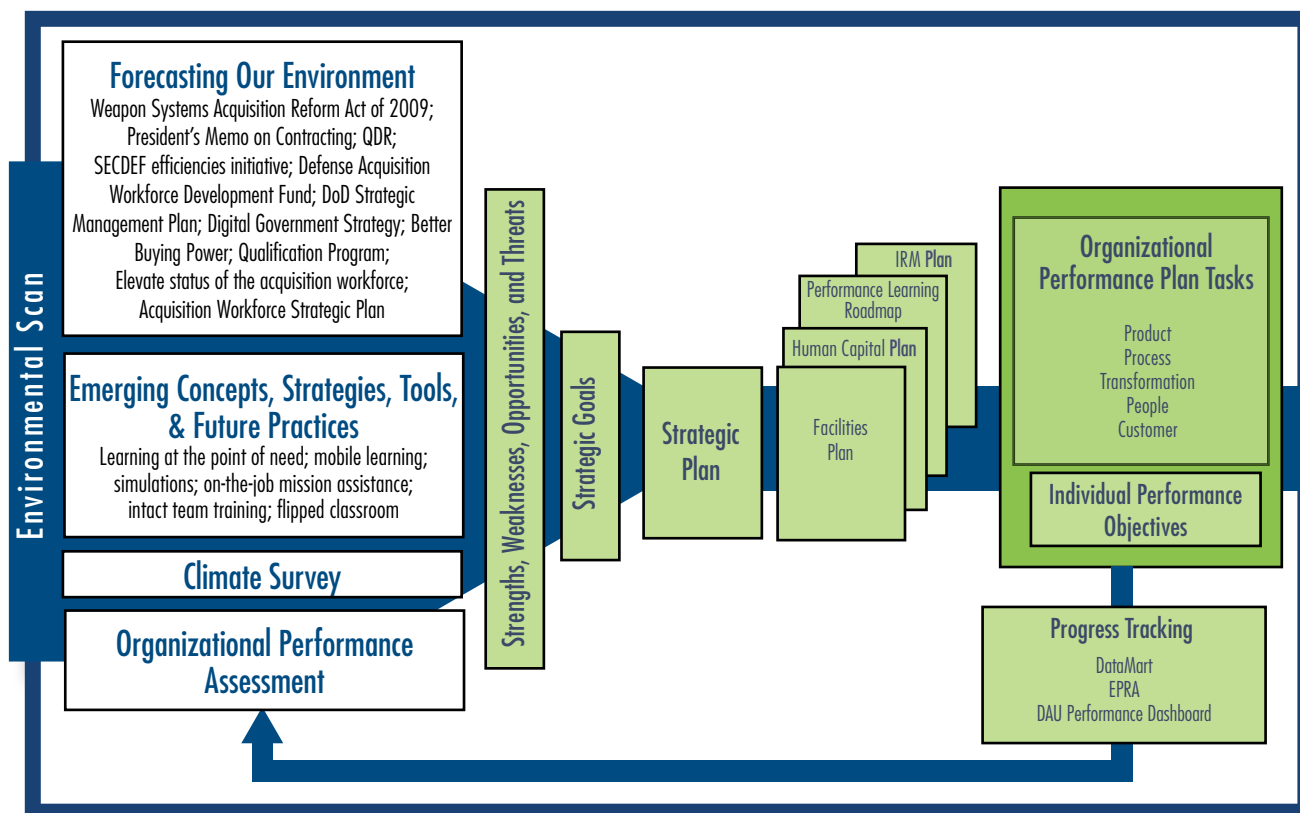 Environmental Scan
Forecasting Our Environment
Weapon Systems Acquisition Reform Act of 2009;
President's Memo on Contracting; QDR;
SECDEF efficiencies initiative; Defense Acquisition
Workforce Development Fund; DoD Strategic
Management Plan; Digital Government Strategy; Better
Buying Power; Qualification Program;
Elevate status of the acquisition workforce;
Acquisition Workforce Strategic Plan
Emerging Concepts, Strategies, Tools,
& Future Practices
Learning at the point of need; mobile learning;
simulations; on-the-job mission assistance;
intact team training; flipped classroom
Climate Survey
Organizational Performance
Assessment
Strengths, Weaknesses, Opportunities, and Threats
Strategic Goals
Strategic
Plan
IRM Plan
Performance Learning
Roadmap
Human Capital Plan
Facilities
Plan
Organizational
Performance Plan Tasks
Product
Process
Transformation
People
Customer
Individual Performance
Objectives
Progress Tracking
DataMart
EPRA
DAU Performance Dashboard